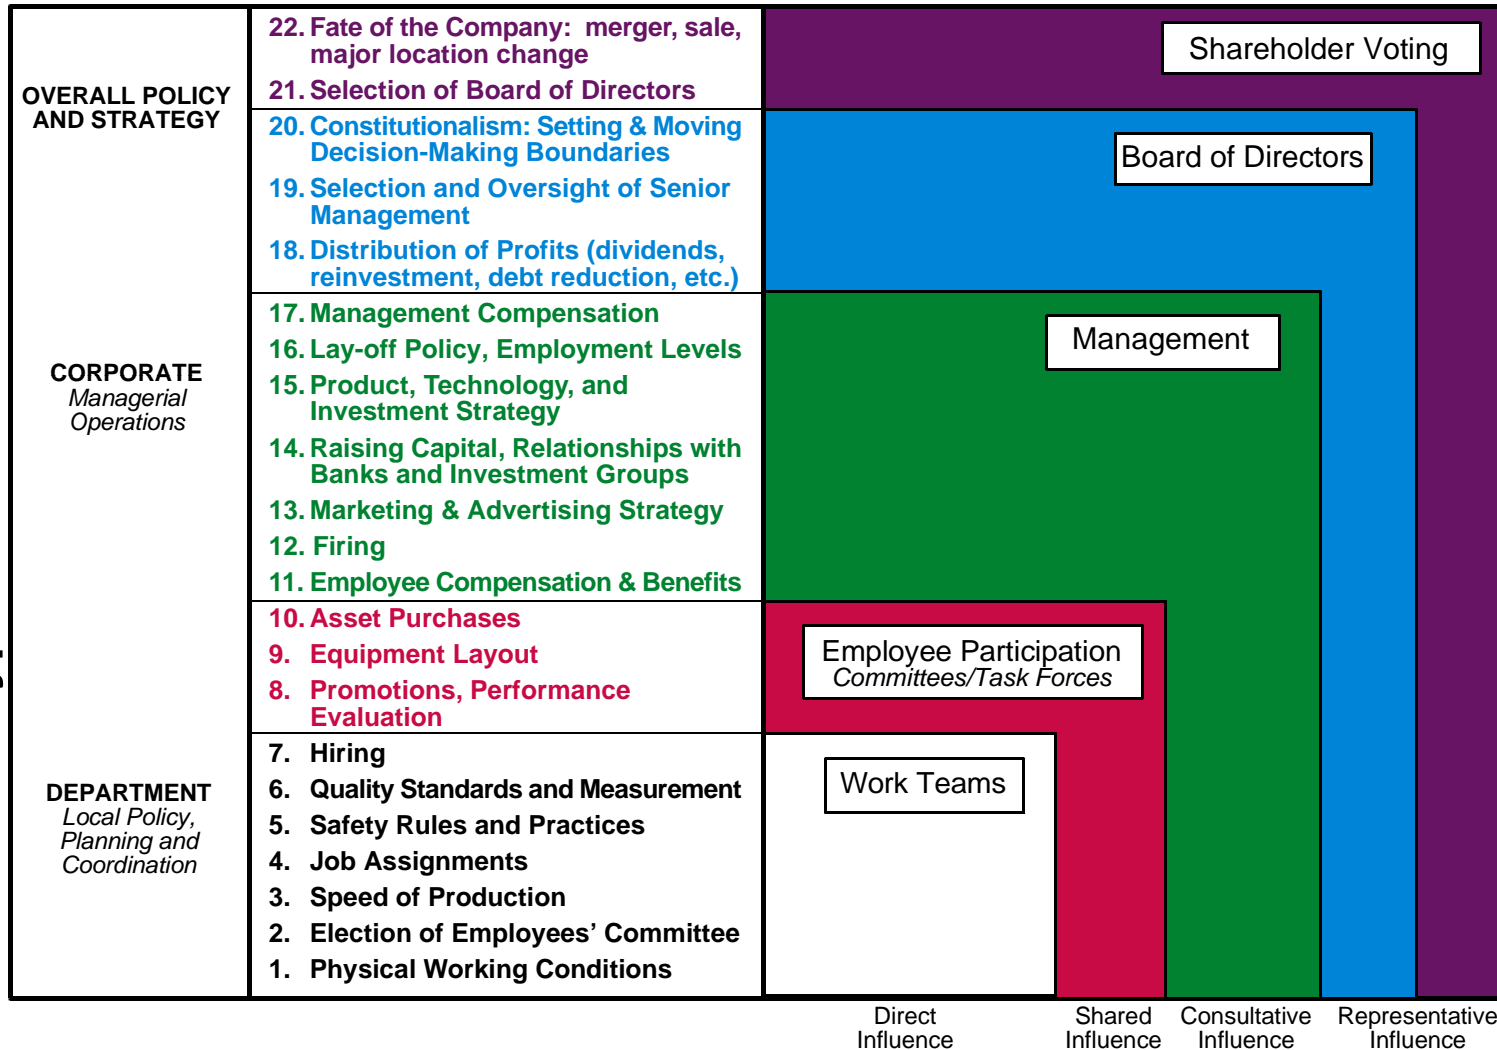 OVERALL POLICY
AND STRATEGY
CORPORATE
Managerial
Operations
DEPARTMENT
Local Policy,
Planning and
Coordination
22. Fate of the Company: merger, sale,
major location change
21. Selection of Board of Directors
20. Constitutionalism: Setting & Moving
Decision-Making Boundaries
19. Selection and Oversight of Senior
Management
18. Distribution of Profits (dividends,
reinvestment, debt reduction, etc.)
17. Management Compensation
16. Lay-off Policy, Employment Levels
15. Product, Technology, and
Investment Strategy
14. Raising Capital, Relationships with
Banks and Investment Groups
13. Marketing & Advertising Strategy
12. Firing
11. Employee Compensation & Benefits
10. Asset Purchases
9. Equipment Layout
8. Promotions, Performance
Evaluation
7. Hiring
6. Quality Standards and Measurement
5. Safety Rules and Practices
4. Job Assignments
3. Speed of Production
2. Election of Employees’ Committee
1. Physical Working Conditions
Shareholder Voting
Board of Directors
Management
Employee Participation
Committees/Task Forces
Work Teams
Direct
Influence
Shared
Influence
Consultative
Influence
Representative
Influence